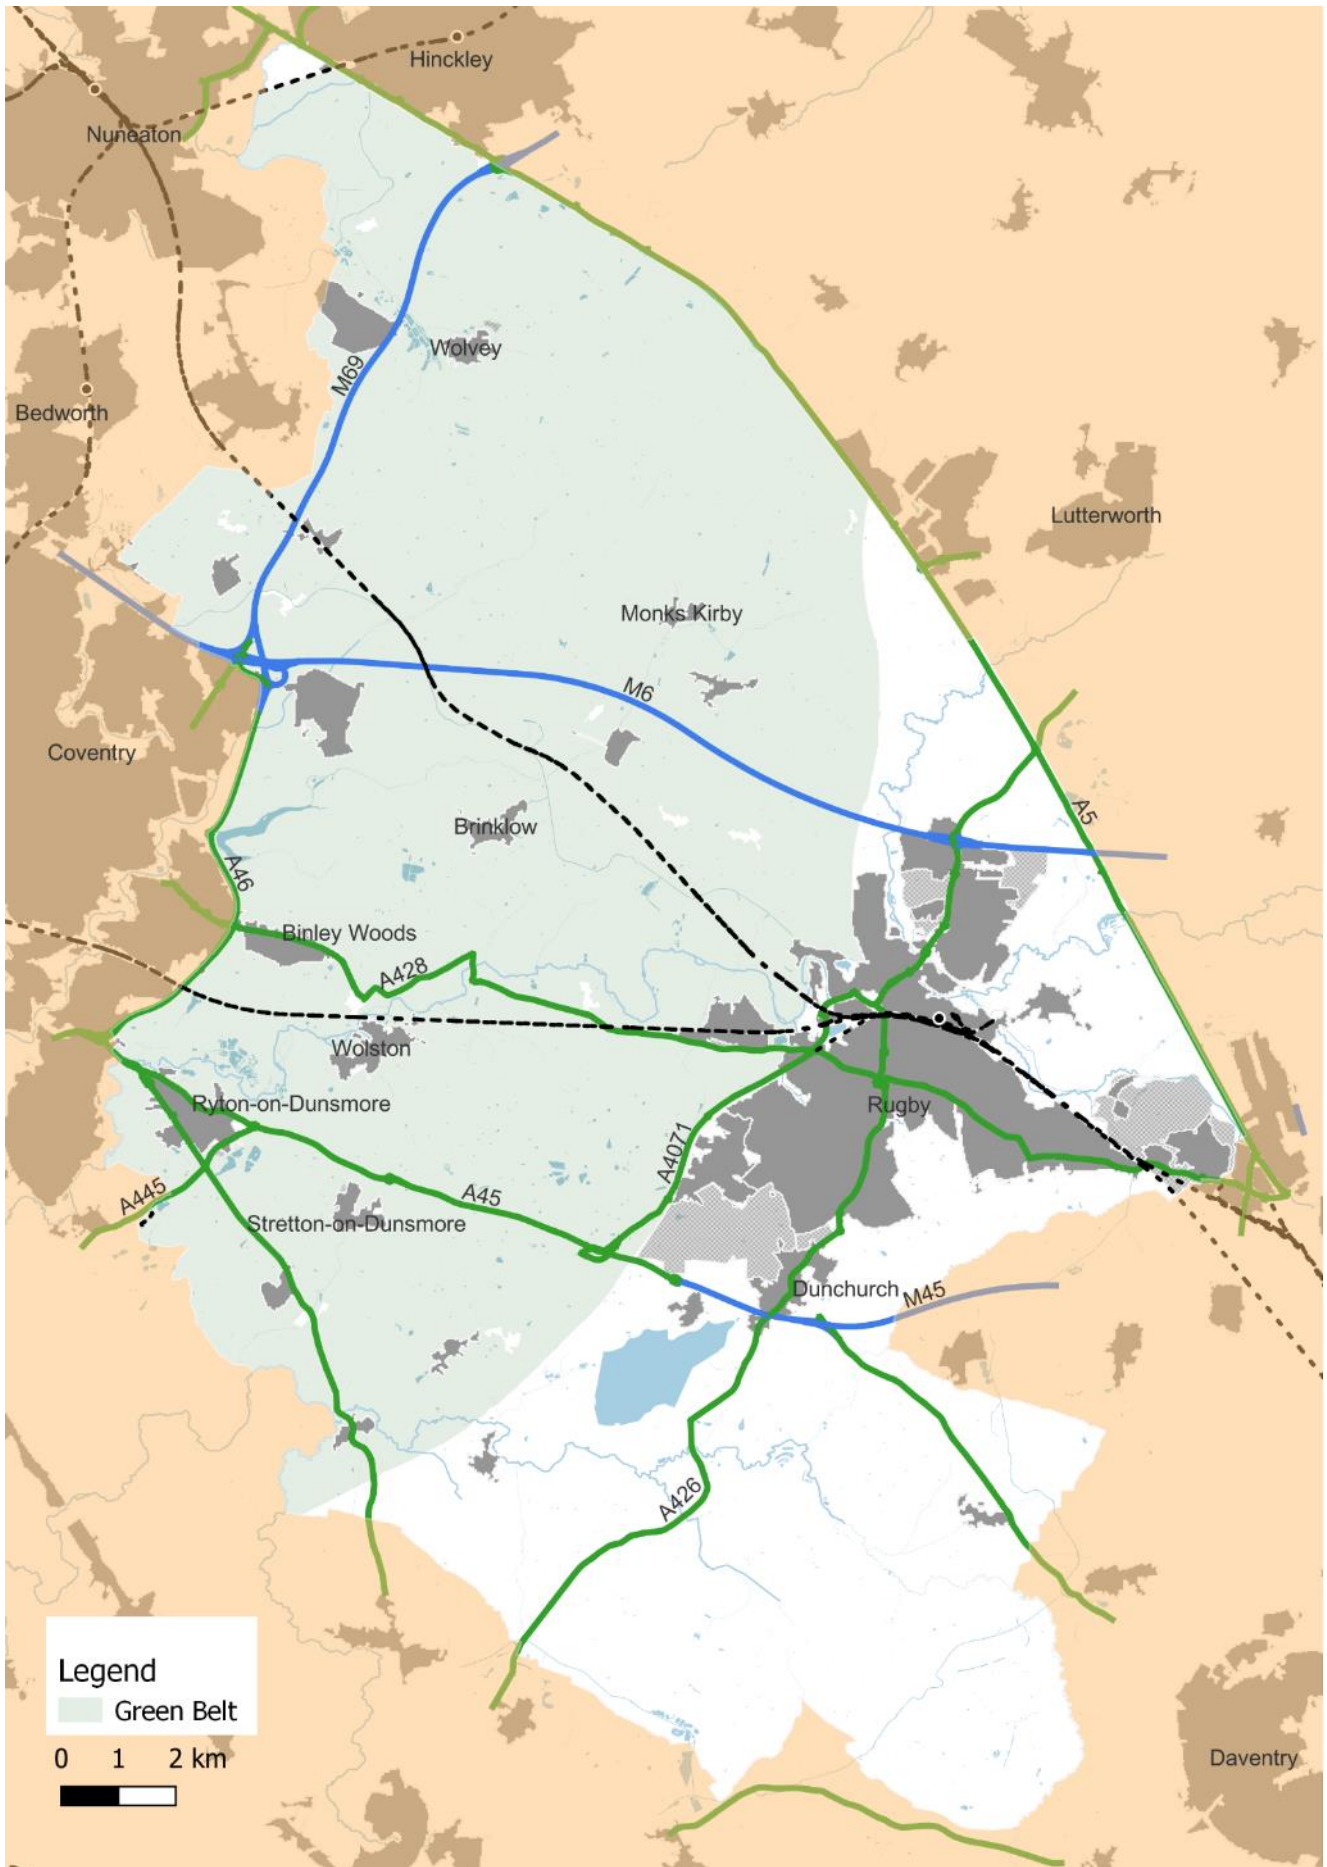 Hinckley
Nuneaton
Wolvey
M69
Bedworth
Lutterworth
Monks Kirby
M6
Coventry
A5
Brinklow
A46
Binley Woods
A428
Wolston
Ryton-on-Dunsmore
Rugby
A4071
A445
A45
Stretton-on-Dunsmore
Dunchurch
M45
A426
Legend
Green Belt
0 1 2 km
Daventry